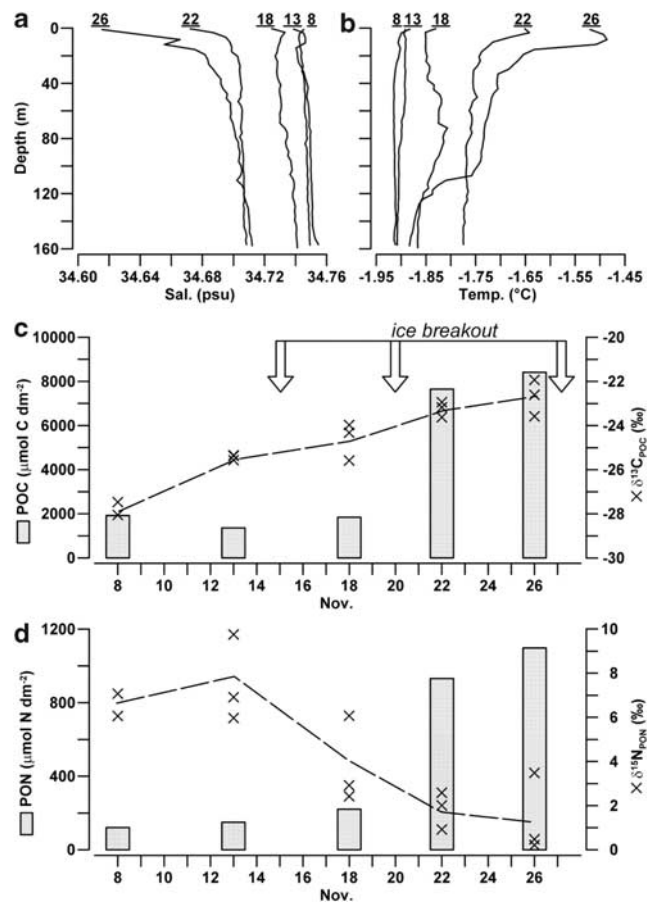 a 26 22 18 13 8
b 8 13 18 22 26
0
40
80
120
160
Depth (m)
34.60 34.64 34.68 34.72 34.76
Sal. (psu)
-1.95 -1.85 -1.75 -1.65 -1.55 -1.45
Temp. (°C)
c
ice breakout
10000
8000
6000
4000
2000
0
POC (µmol C dm⁻²)
-20
-22
-24
-26
-28
-30
× δ¹³C_POC (‰)
8 10 12 14 16 18 20 22 24 26
Nov.
d
1200
800
400
0
PON (µmol N dm⁻²)
10
8
6
4
2
0
× δ¹⁵N_PON (‰)
8 10 12 14 16 18 20 22 24 26
Nov.